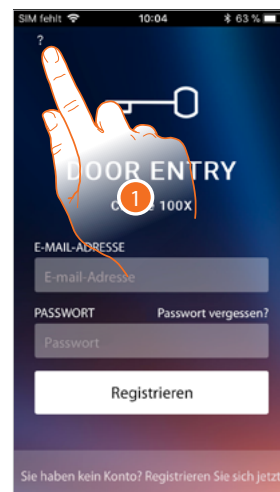 SIM fehlt 10:04 63 %
?
DOOR ENTRY
100X
1
E-MAIL-ADRESSE
E-mail-Adresse
PASSWORT Passwort vergessen?
Passwort
Registrieren
Sie haben kein Konto? Registrieren Sie sich jetzt